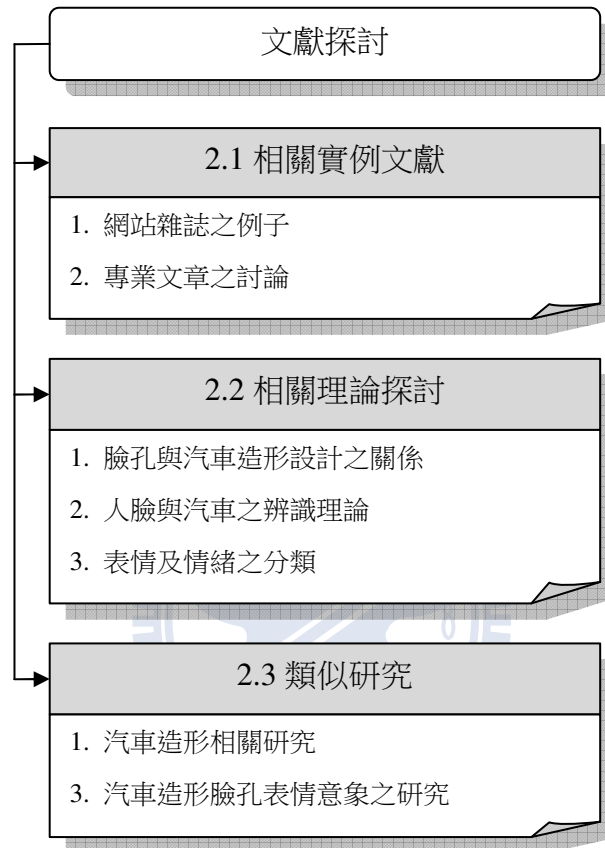 文獻探討
2.1 相關實例文獻
1. 網站雜誌之例子
2. 專業文章之討論
2.2 相關理論探討
1. 臉孔與汽車造形設計之關係
2. 人臉與汽車之辨識理論
3. 表情及情緒之分類
2.3 類似研究
1. 汽車造形相關研究
3. 汽車造形臉孔表情意象之研究